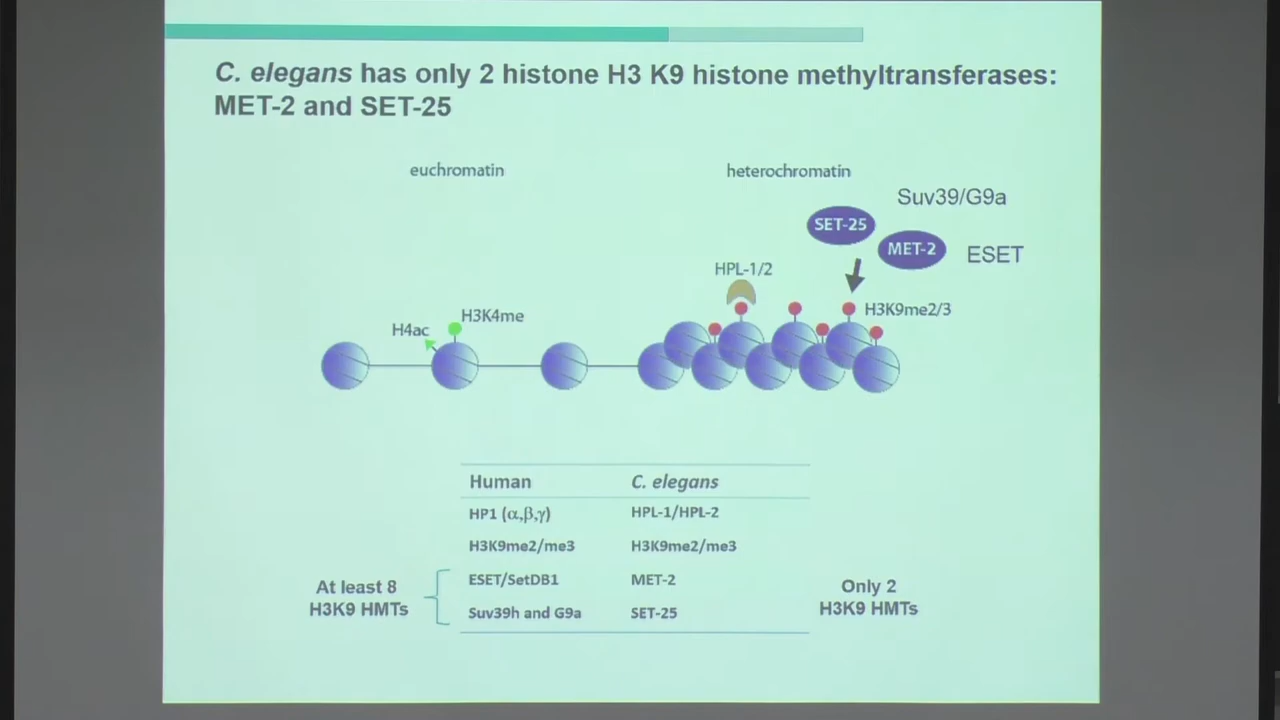 C. elegans has only 2 histone H3 K9 histone methyltransferases:
MET-2 and SET-25
euchromatin
heterochromatin
Suv39/G9a
SET-25
MET-2
ESET
HPL-1/2
H3K9me2/3
H3K4me
H4ac
Human C. elegans
HP1 (α,β,γ) HPL-1/HPL-2
H3K9me2/me3 H3K9me2/me3
ESET/SetDB1 MET-2
Suv39h and G9a SET-25
At least 8
H3K9 HMTs
Only 2
H3K9 HMTs